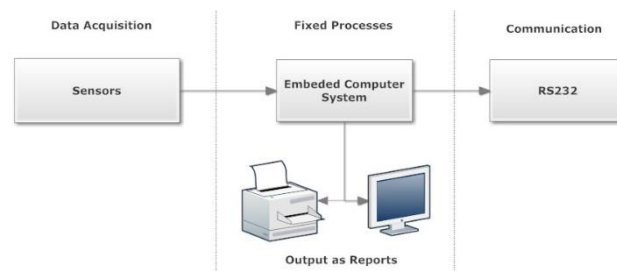 Data Acquisition
Fixed Processes
Communication
Sensors
Embeded Computer
System
RS232
Output as Reports